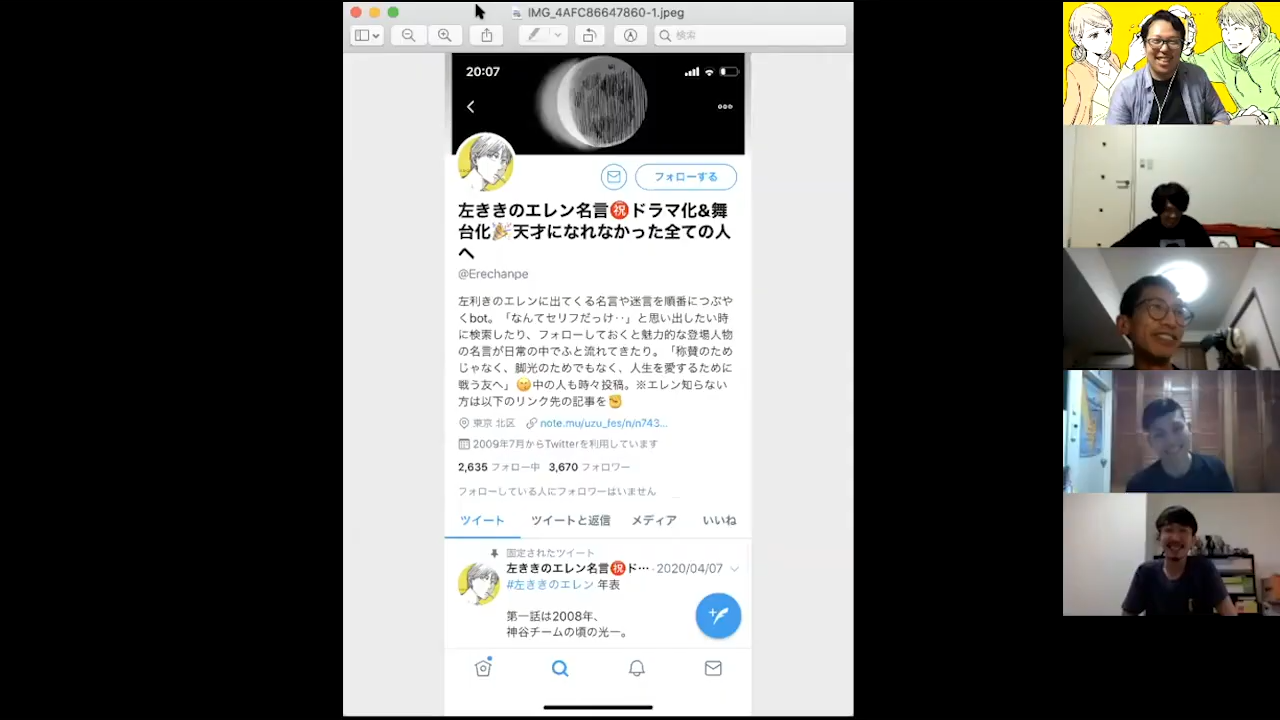 IMG_4AFC86647860-1.jpeg
検索
20:07
フォローする
左ききのエレン名言㊗ドラマ化&舞
台化🎉天才になれなかった全ての人
へ
@Erechanpe
左利きのエレンに出てくる名言や迷言を順番につぶや
くbot。「なんてセリフだっけ‥」と思い出したい時
に検索したり、フォローしておくと魅力的な登場人物
の名言が日常の中でふと流れてきたり。「称賛のため
じゃなく、脚光のためでもなく、人生を愛するために
戦う友へ」😁中の人も時々投稿。※エレン知らない
方は以下のリンク先の記事を✊
東京 北区 note.mu/uzu_fes/n/n743...
2009年7月からTwitterを利用しています
2,635 フォロー中 3,670 フォロワー
フォローしている人にフォロワーはいません
ツイート ツイートと返信 メディア いいね
固定されたツイート
左ききのエレン名言㊗ド… · 2020/04/07
#左ききのエレン 年表
第一話は2008年、
神谷チームの頃の光一。